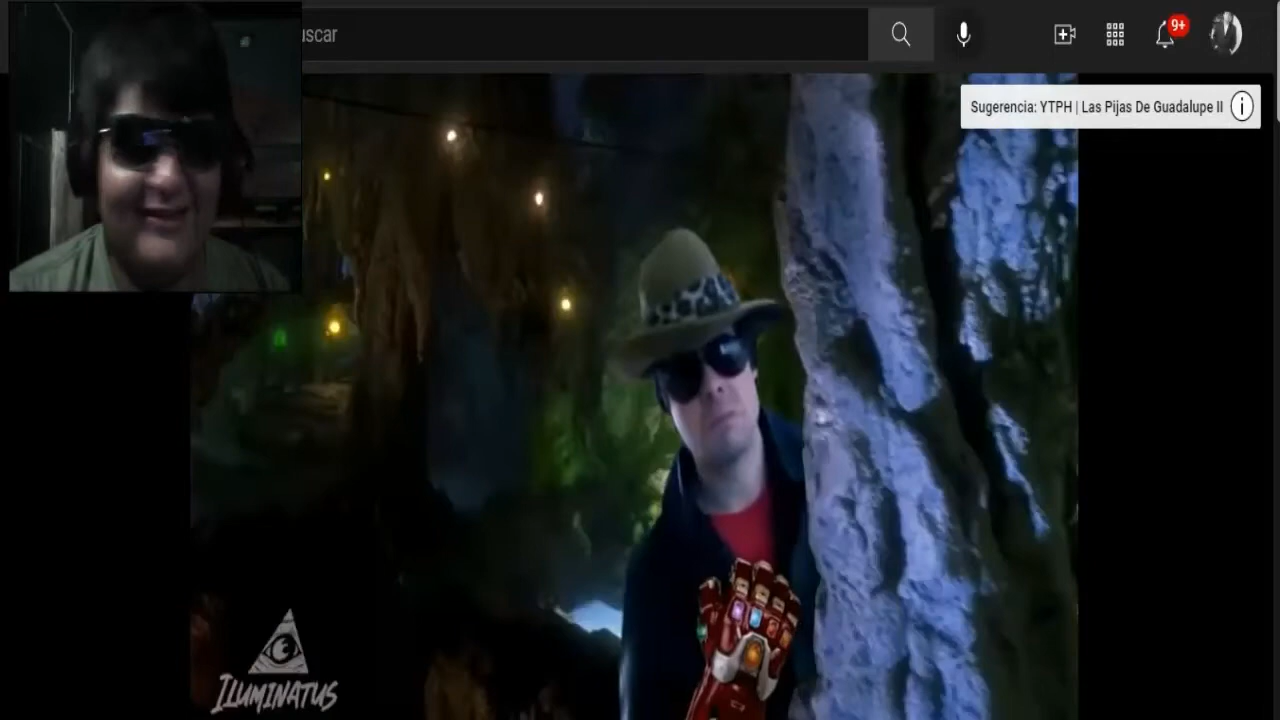 uscar
9+
Sugerencia: YTPH | Las Pijas De Guadalupe II
ILUMINATUS